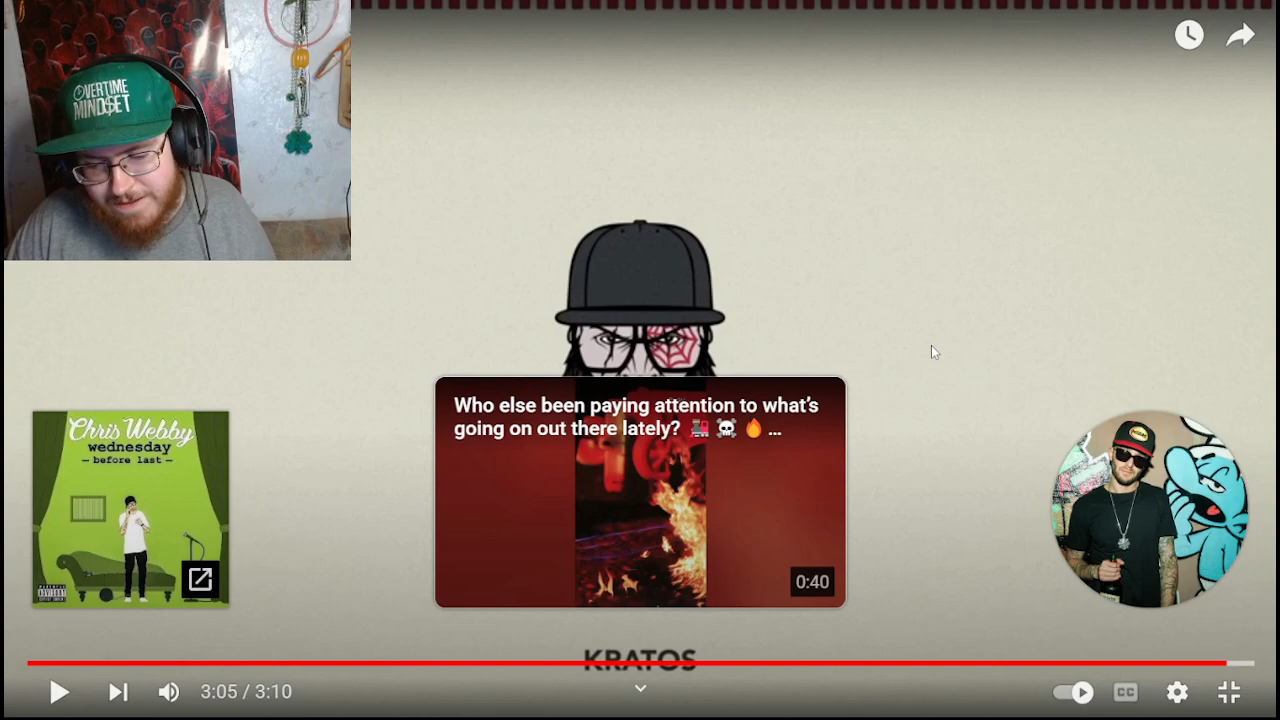 OVERTIME
MINDSET
Who else been paying attention to what's
going on out there lately? 🚂 ☠️ 🔥 ...
Chris Webby
wednesday
- before last -
0:40
KRATOS
3:05 / 3:10
CC